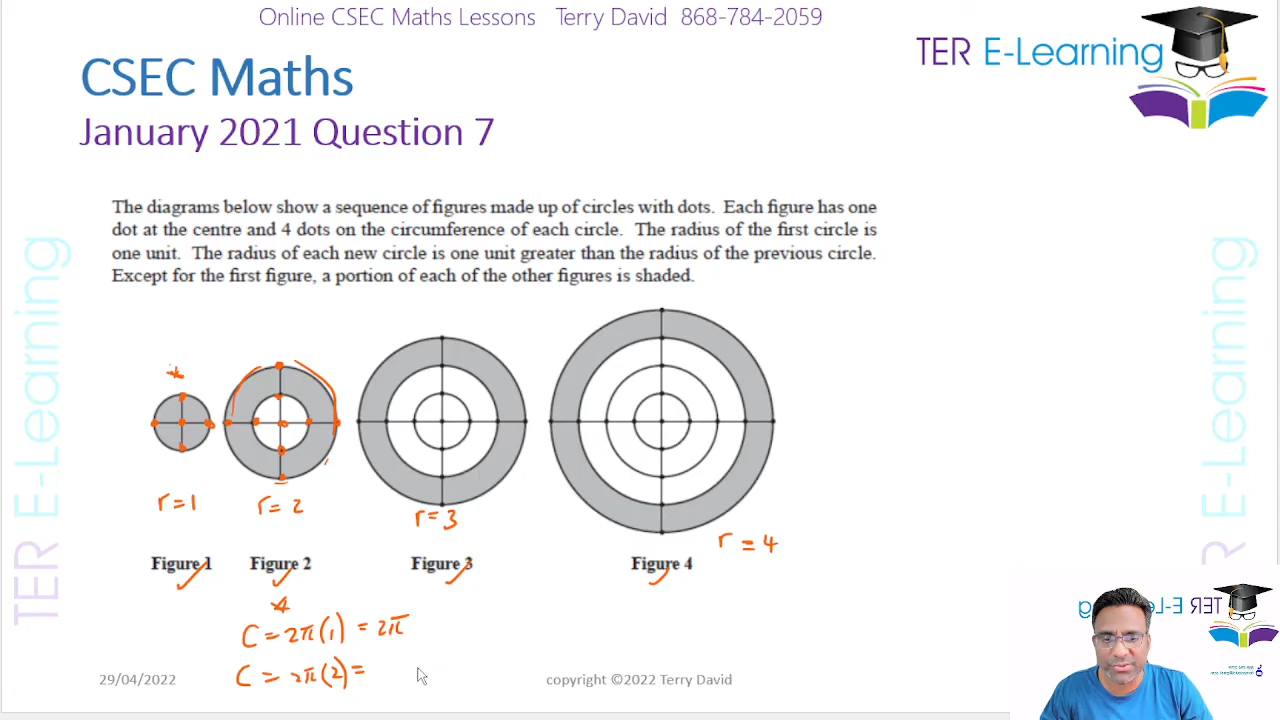 Online CSEC Maths Lessons Terry David 868-784-2059
TER E-Learning
CSEC Maths
January 2021 Question 7
The diagrams below show a sequence of figures made up of circles with dots. Each figure has one
dot at the centre and 4 dots on the circumference of each circle. The radius of the first circle is
one unit. The radius of each new circle is one unit greater than the radius of the previous circle.
Except for the first figure, a portion of each of the other figures is shaded.
TER E-Learning
TER E-Learning
r=1
r=2
r=3
r=4
Figure 1
Figure 2
Figure 3
Figure 4
C=2π(1)=2π
C=2π(2)=
29/04/2022
copyright ©2022 Terry David
TER E-Le